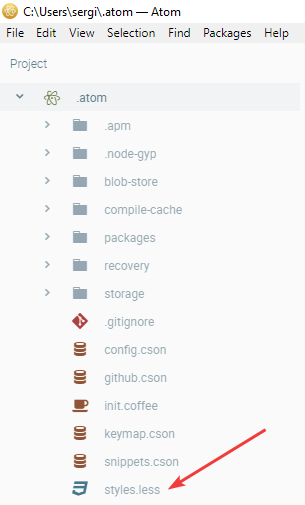 C:\Users\sergi\.atom — Atom
File Edit View Selection Find Packages Help
Project
.atom
.apm
.node-gyp
blob-store
compile-cache
packages
recovery
storage
.gitignore
config.cson
github.cson
init.coffee
keymap.cson
snippets.cson
styles.less